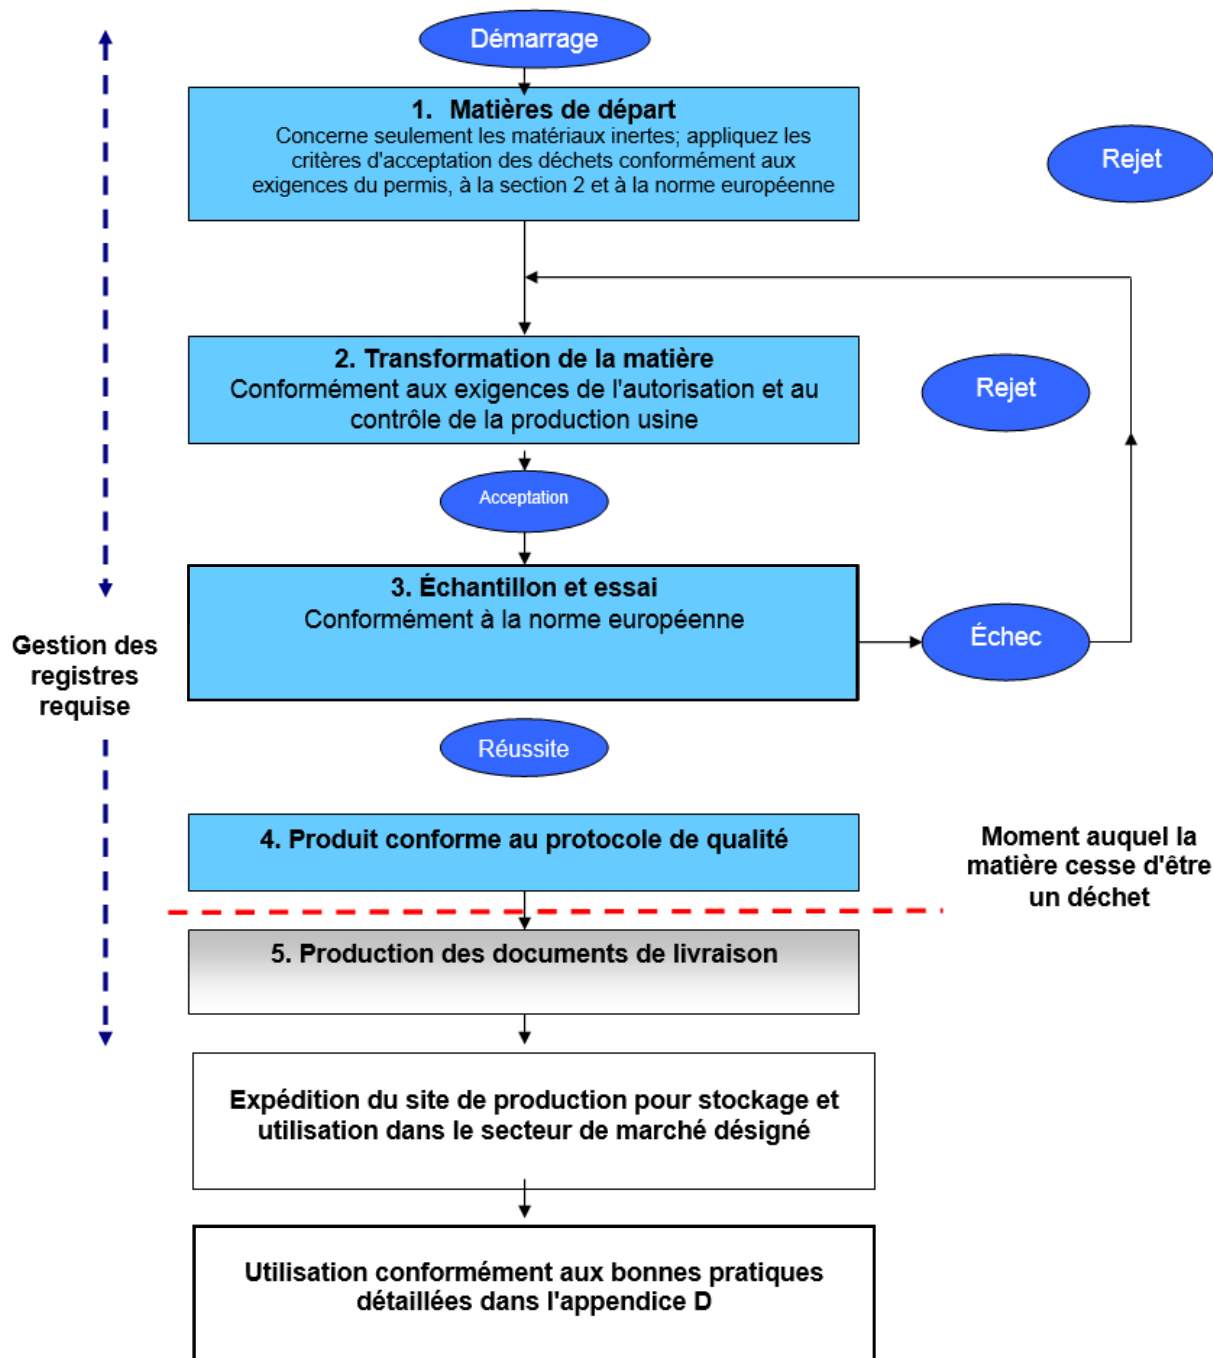 Démarrage
1. Matières de départ
Concerne seulement les matériaux inertes; appliquez les
critères d'acceptation des déchets conformément aux
exigences du permis, à la section 2 et à la norme européenne
Rejet
2. Transformation de la matière
Conformément aux exigences de l'autorisation et au
contrôle de la production usine
Rejet
Acceptation
3. Échantillon et essai
Conformément à la norme européenne
Échec
Gestion des
registres
requise
Réussite
4. Produit conforme au protocole de qualité
Moment auquel la
matière cesse d'être
un déchet
5. Production des documents de livraison
Expédition du site de production pour stockage et
utilisation dans le secteur de marché désigné
Utilisation conformément aux bonnes pratiques
détaillées dans l'appendice D